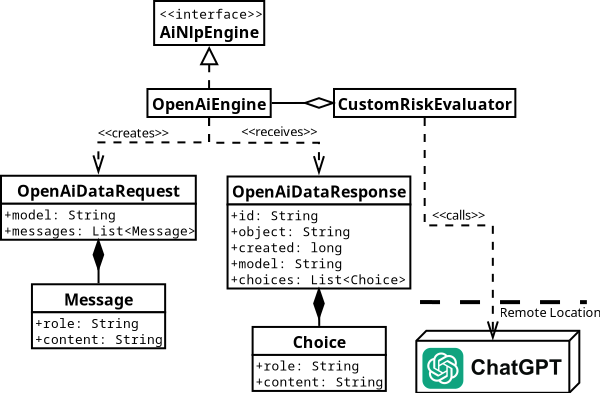 <<interface>>
AiNlpEngine
OpenAiEngine
CustomRiskEvaluator
<<creates>>
<<receives>>
OpenAiDataRequest
+model: String
+messages: List<Message>
OpenAiDataResponse
+id: String
+object: String
+created: long
+model: String
+choices: List<Choice>
<<calls>>
Message
+role: String
+content: String
Choice
+role: String
+content: String
Remote Location
ChatGPT